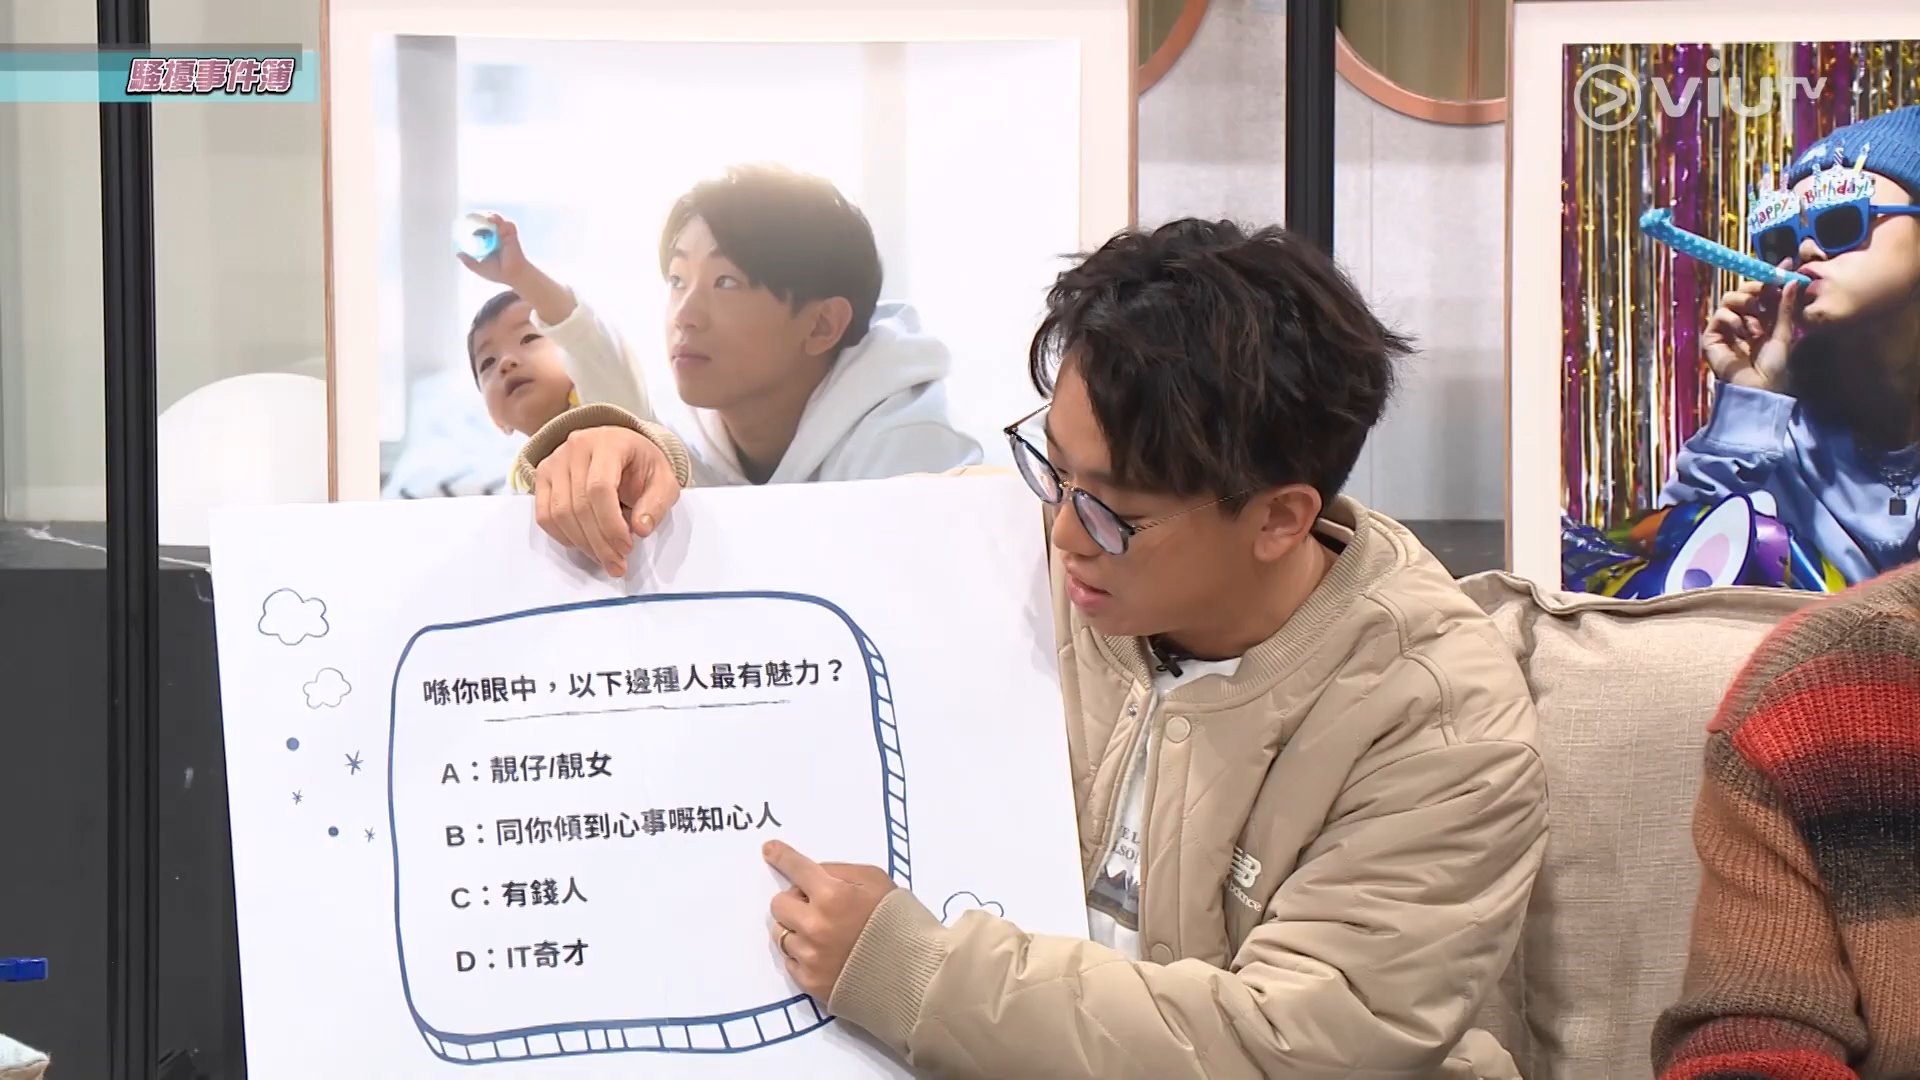 騷擾事件簿
viuTV
Happy Birthday!
喺你眼中，以下邊種人最有魅力？
A：靚仔/靚女
B：同你傾到心事嘅知心人
C：有錢人
D：IT奇才